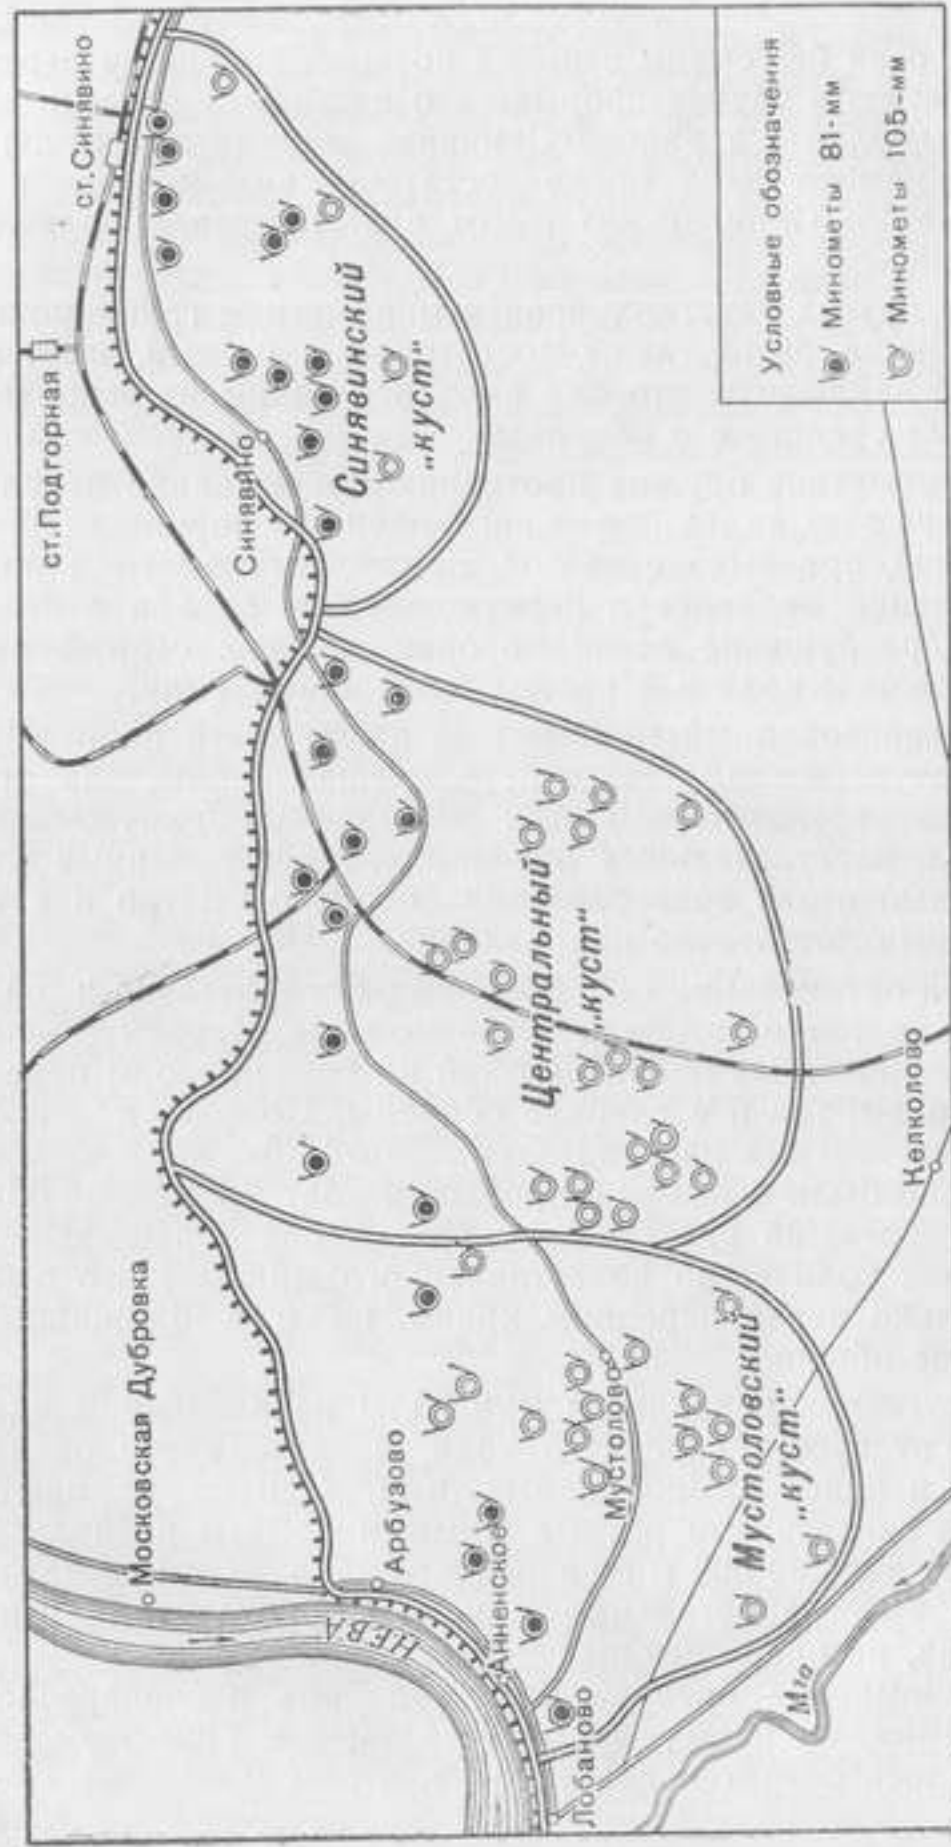 Московская Дубровка
ст.Подгорная
ст.Синявино
Синявино
НЕВА
Арбузово
Анненское
Лобаново
Мустолово
Мга
Келколово
Синявинский
„куст“
Центральный
„куст“
Мустоловский
„куст“
Условные обозначения
Минометы 81-мм
Минометы 105-мм